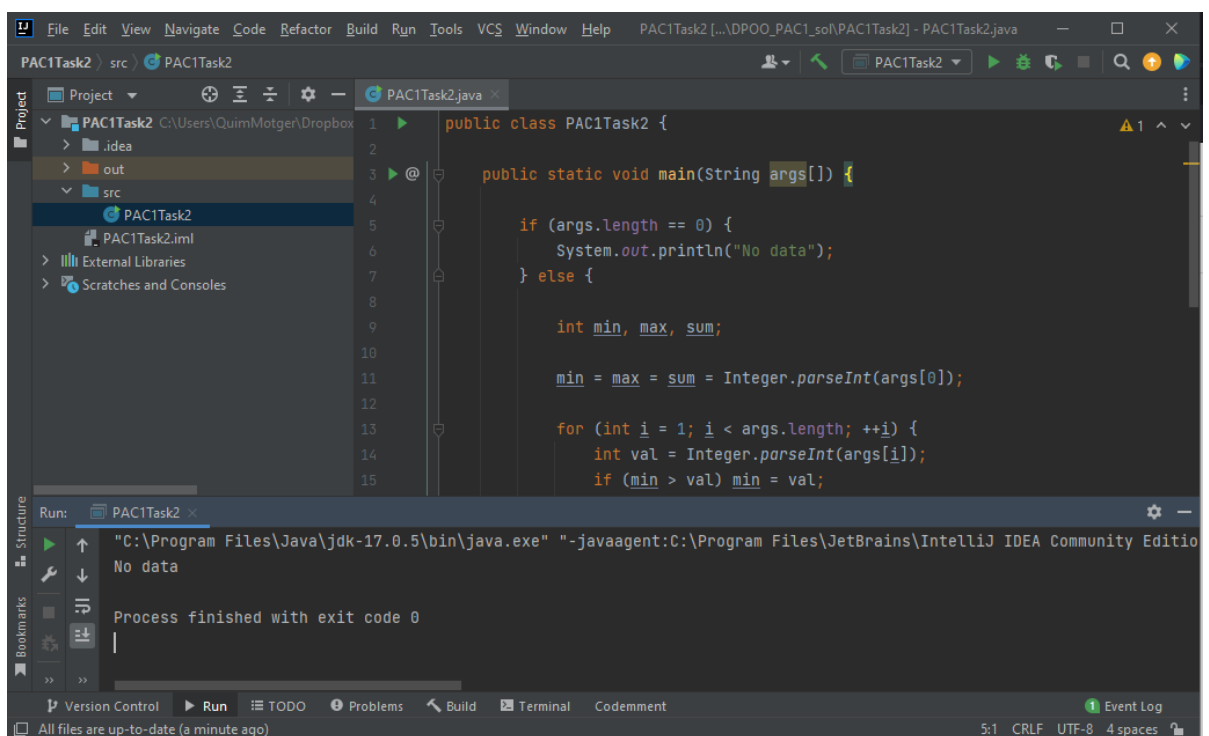 File Edit View Navigate Code Refactor Build Run Tools VCS Window Help PAC1Task2 [...\DPOO_PAC1_sol\PAC1Task2] - PAC1Task2.java
PAC1Task2 src PAC1Task2 PAC1Task2
Project PAC1Task2.java
Project
PAC1Task2 C:\Users\QuimMotger\Dropbox
.idea
out
src
PAC1Task2
PAC1Task2.iml
External Libraries
Scratches and Consoles
1 public class PAC1Task2 {
2
3 @ public static void main(String args[]) {
4
5 if (args.length == 0) {
6 System.out.println("No data");
7 } else {
8
9 int min, max, sum;
10
11 min = max = sum = Integer.parseInt(args[0]);
12
13 for (int i = 1; i < args.length; ++i) {
14 int val = Integer.parseInt(args[i]);
15 if (min > val) min = val;
1
Structure
Bookmarks
Run: PAC1Task2
"C:\Program Files\Java\jdk-17.0.5\bin\java.exe" "-javaagent:C:\Program Files\JetBrains\IntelliJ IDEA Community Editio
No data
Process finished with exit code 0
Version Control Run TODO Problems Build Terminal Codemment 1 Event Log
All files are up-to-date (a minute ago) 5:1 CRLF UTF-8 4 spaces